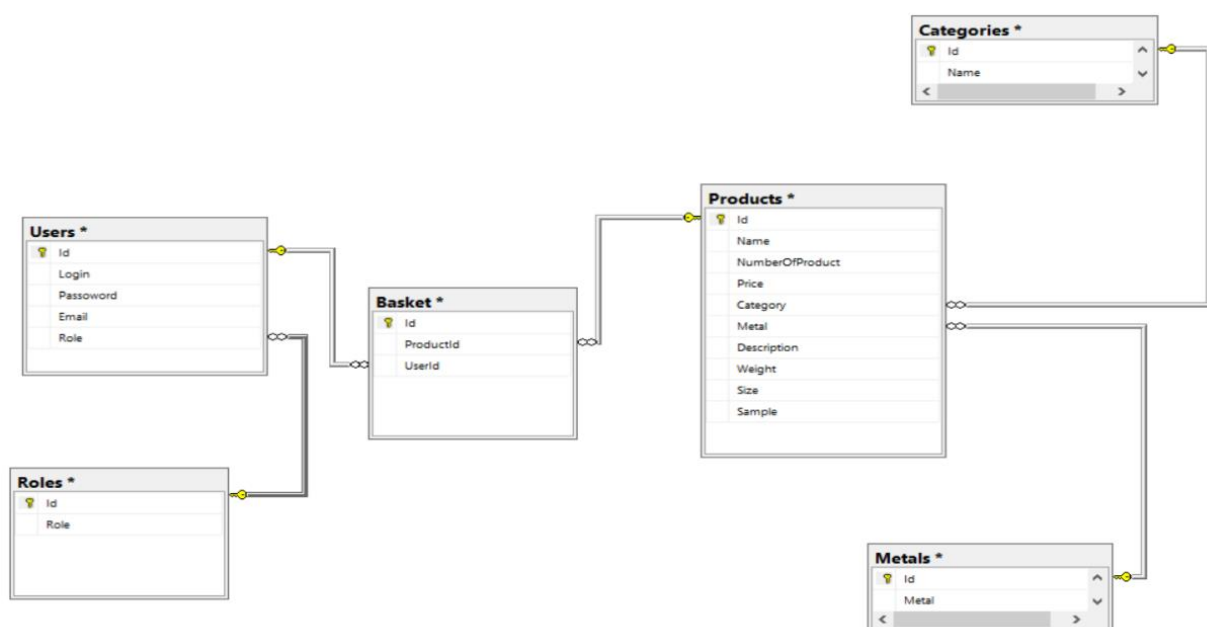 Categories *
Id
Name
Products *
Id
Name
NumberOfProduct
Price
Category
Metal
Description
Weight
Size
Sample
Users *
Id
Login
Passoword
Email
Role
Basket *
Id
ProductId
UserId
Roles *
Id
Role
Metals *
Id
Metal